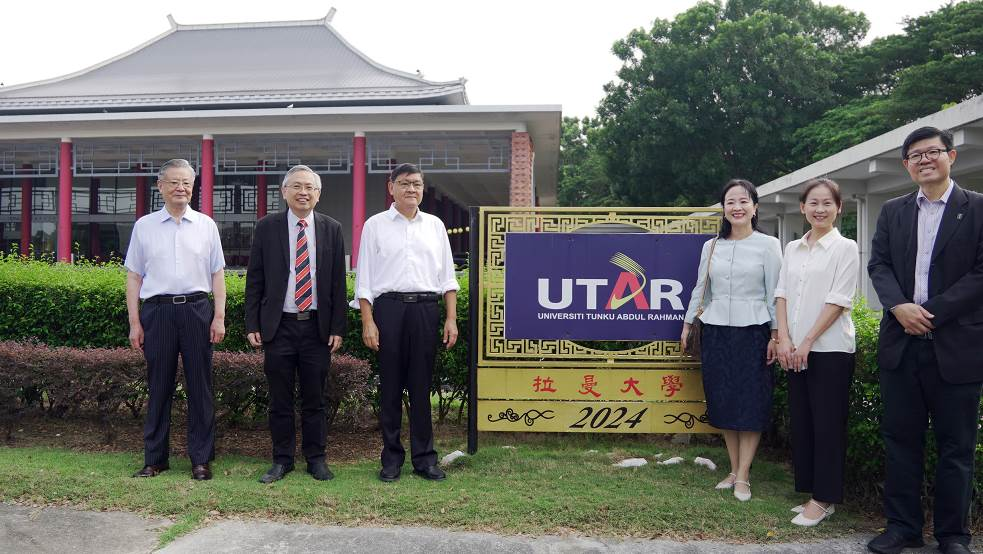 UTAR
UNIVERSITI TUNKU ABDUL RAHMAN
拉曼大學
2024